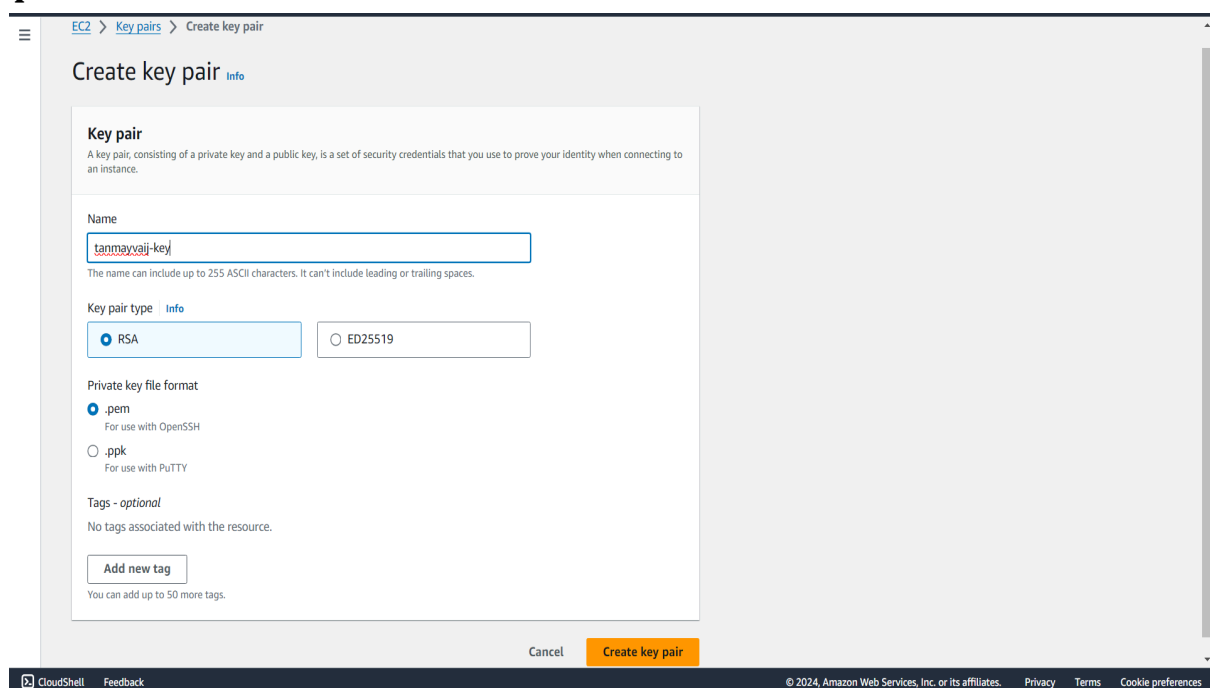 EC2 > Key pairs > Create key pair
Create key pair Info
Key pair
A key pair, consisting of a private key and a public key, is a set of security credentials that you use to prove your identity when connecting to
an instance.
Name
tanmayvaij-key
The name can include up to 255 ASCII characters. It can't include leading or trailing spaces.
Key pair type Info
RSA ED25519
Private key file format
.pem
For use with OpenSSH
.ppk
For use with PuTTY
Tags - optional
No tags associated with the resource.
Add new tag
You can add up to 50 more tags.
Cancel Create key pair
CloudShell Feedback © 2024, Amazon Web Services, Inc. or its affiliates. Privacy Terms Cookie preferences